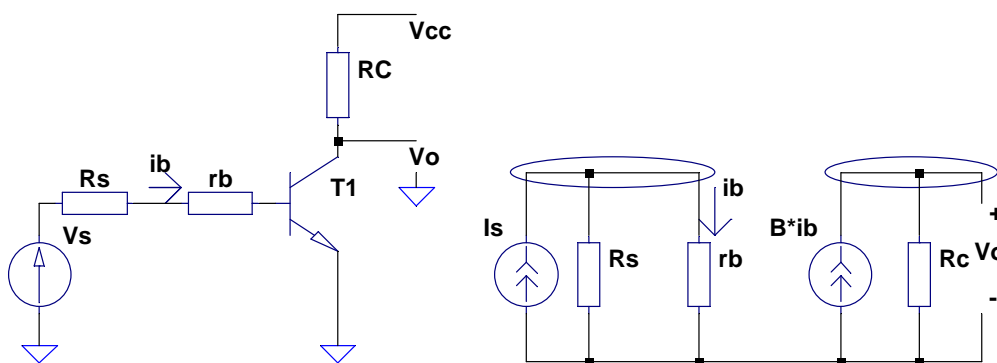 Vcc
RC
Vo
ib
Rs
rb
T1
Vs
ib
Is
Rs
rb
B*ib
Rc
+
Vo
-